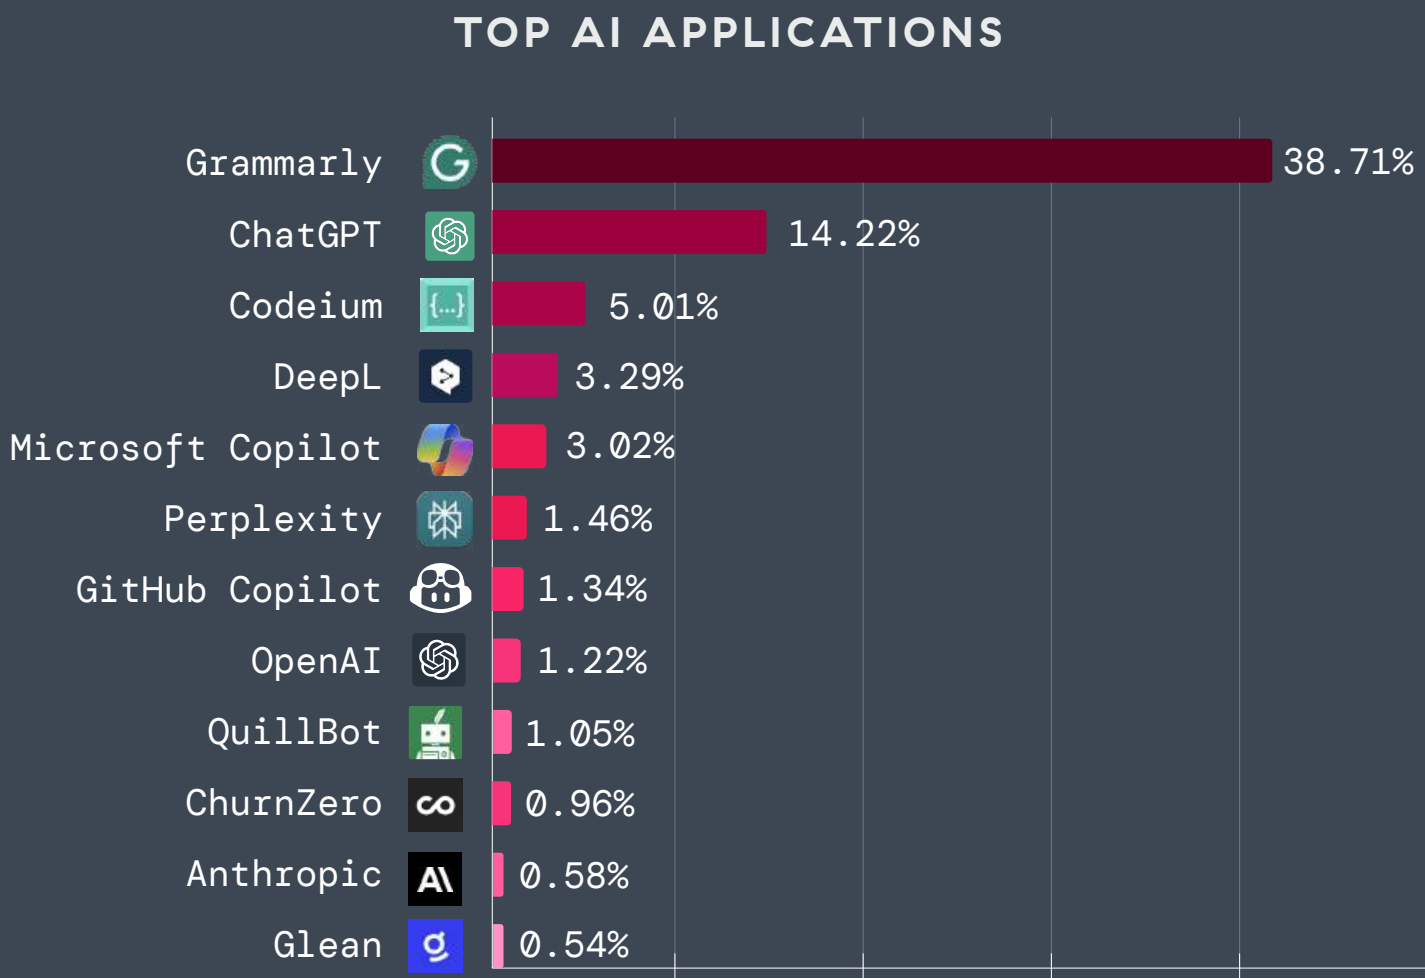 TOP AI APPLICATIONS
Grammarly 38.71%
ChatGPT 14.22%
Codeium {...} 5.01%
DeepL 3.29%
Microsoft Copilot 3.02%
Perplexity 1.46%
GitHub Copilot 1.34%
OpenAI 1.22%
QuillBot 1.05%
ChurnZero 0.96%
Anthropic A\ 0.58%
Glean g 0.54%